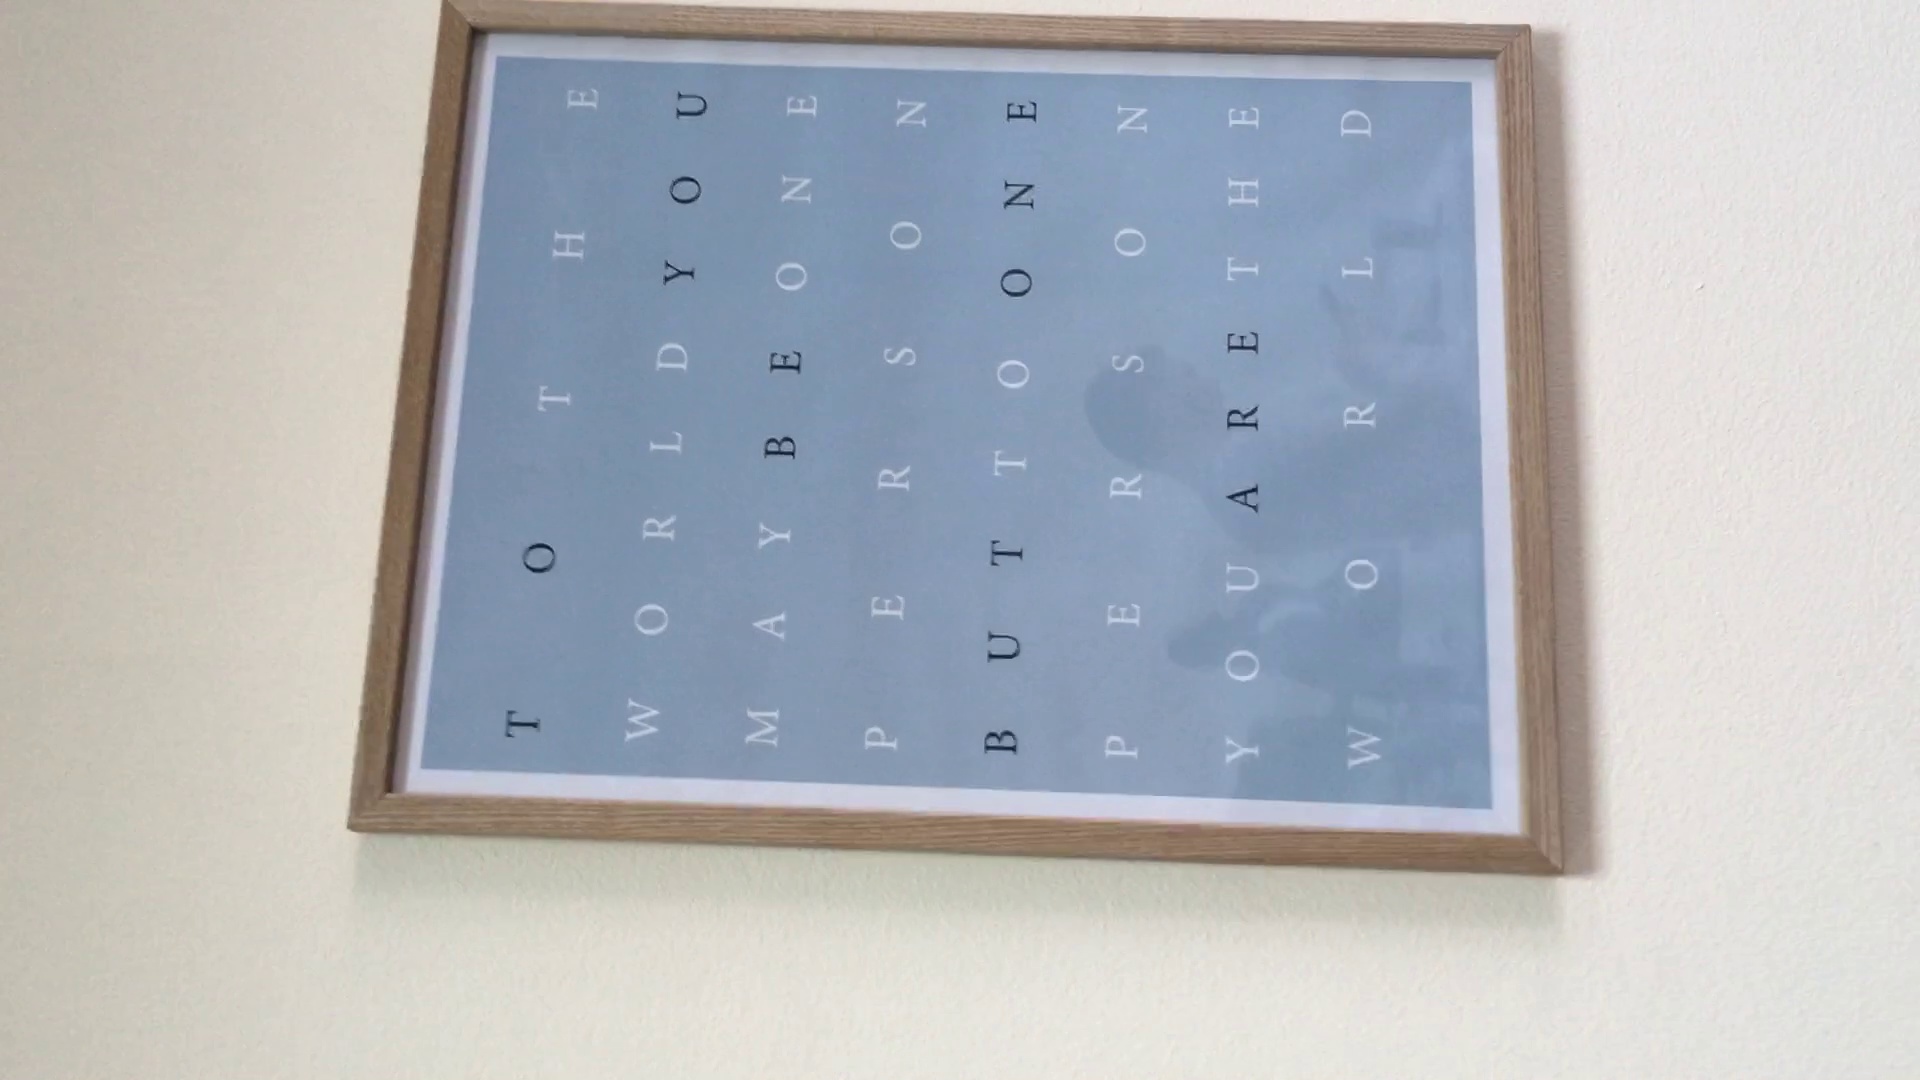 TO THE
WORLD YOU
MAY BE ONE
PERSON
BUT TO ONE
PERSON
YOU ARE THE
WORLD